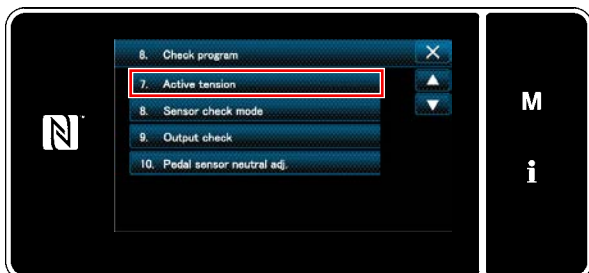 8. Check program
7. Active tension
8. Sensor check mode
9. Output check
10. Pedal sensor neutral adj.
M
i